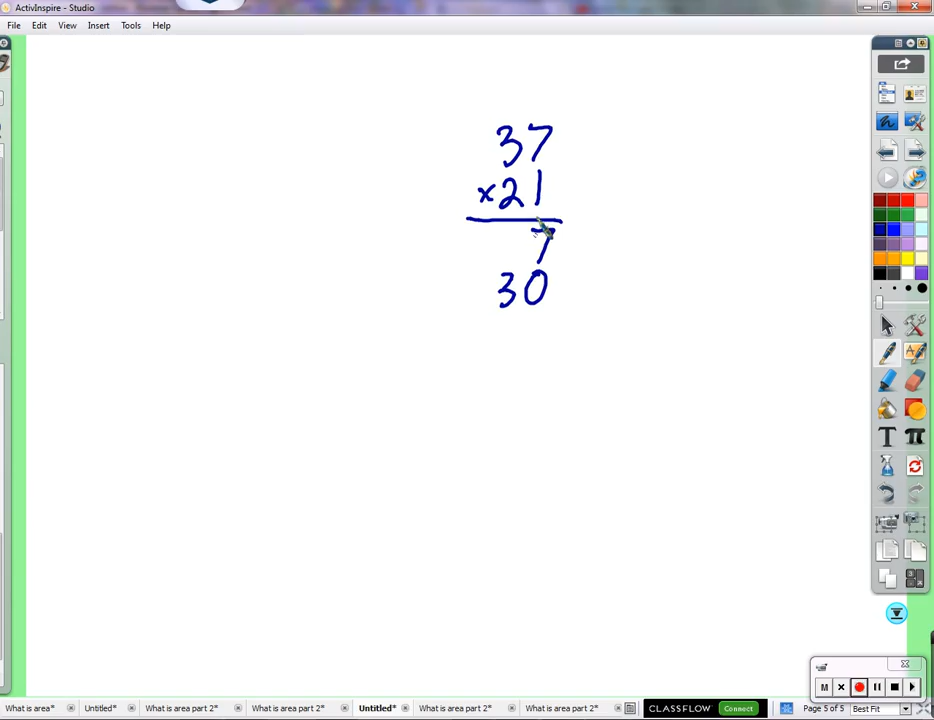 ActivInspire - Studio
File Edit View Insert Tools Help
37
×21
7
30
What is area* Untitled* What is area part 2* What is area part 2* Untitled* What is area part 2* What is area part 2* CLASSFLOW Connect Page 5 of 5 Best Fit